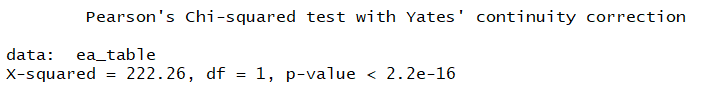 Pearson's Chi-squared test with Yates' continuity correction
data:  ea_table
X-squared = 222.26, df = 1, p-value < 2.2e-16